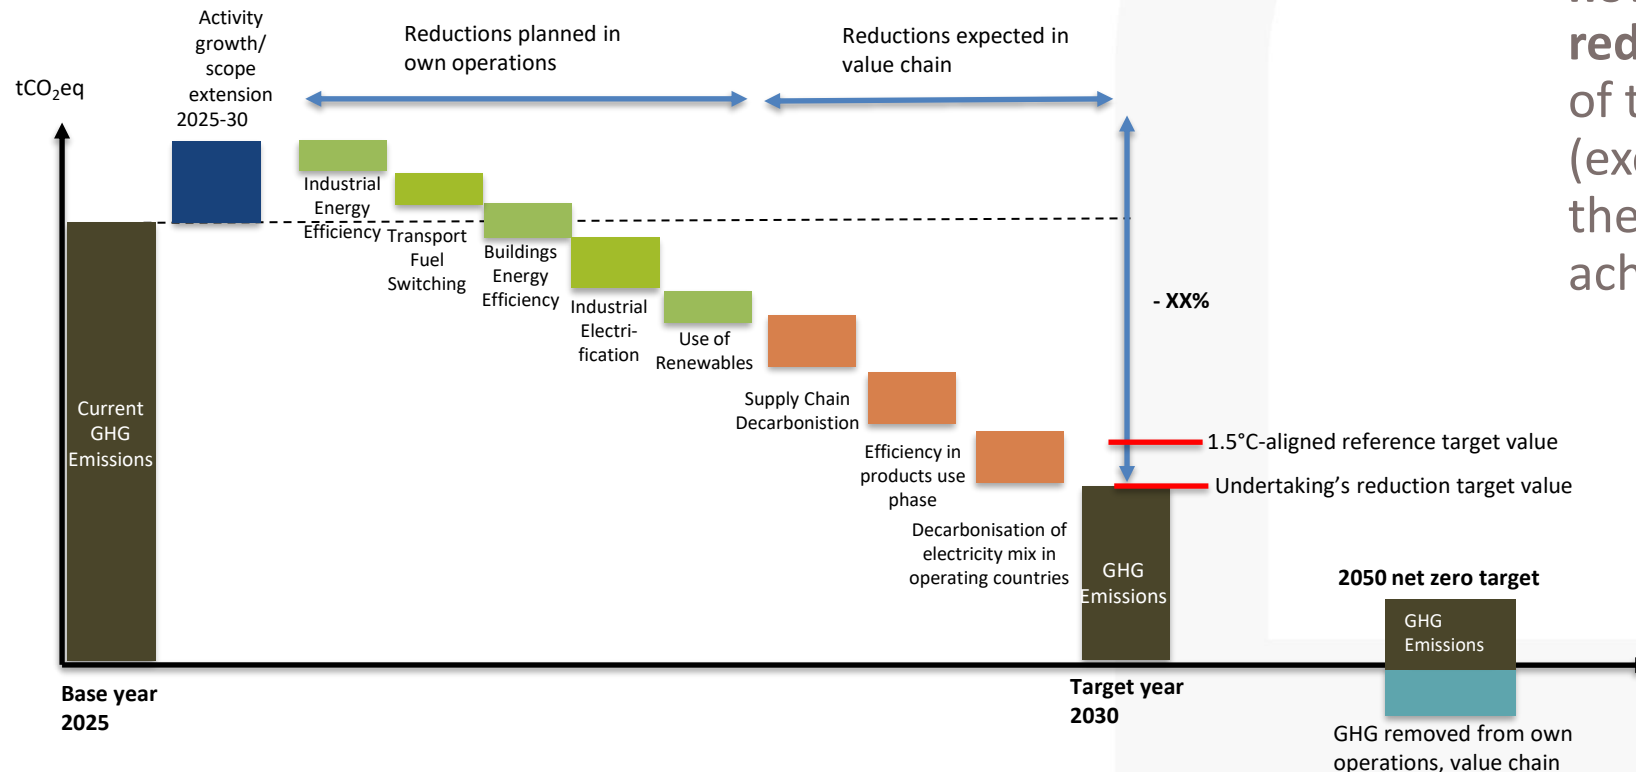 Activity
growth/
scope
extension
2025-30
Reductions planned in
own operations
Reductions expected in
value chain
tCO₂eq
red
of t
(exc
the
ach
Industrial
Energy
Efficiency
Transport
Fuel
Switching
Buildings
Energy
Efficiency
Industrial
Electri-
fication
Use of
Renewables
- XX%
Supply Chain
Decarbonistion
Efficiency in
products use
phase
Decarbonisation of
electricity mix in
operating countries
Current
GHG
Emissions
1.5°C-aligned reference target value
Undertaking's reduction target value
GHG
Emissions
2050 net zero target
GHG
Emissions
Base year
2025
Target year
2030
GHG removed from own
operations, value chain